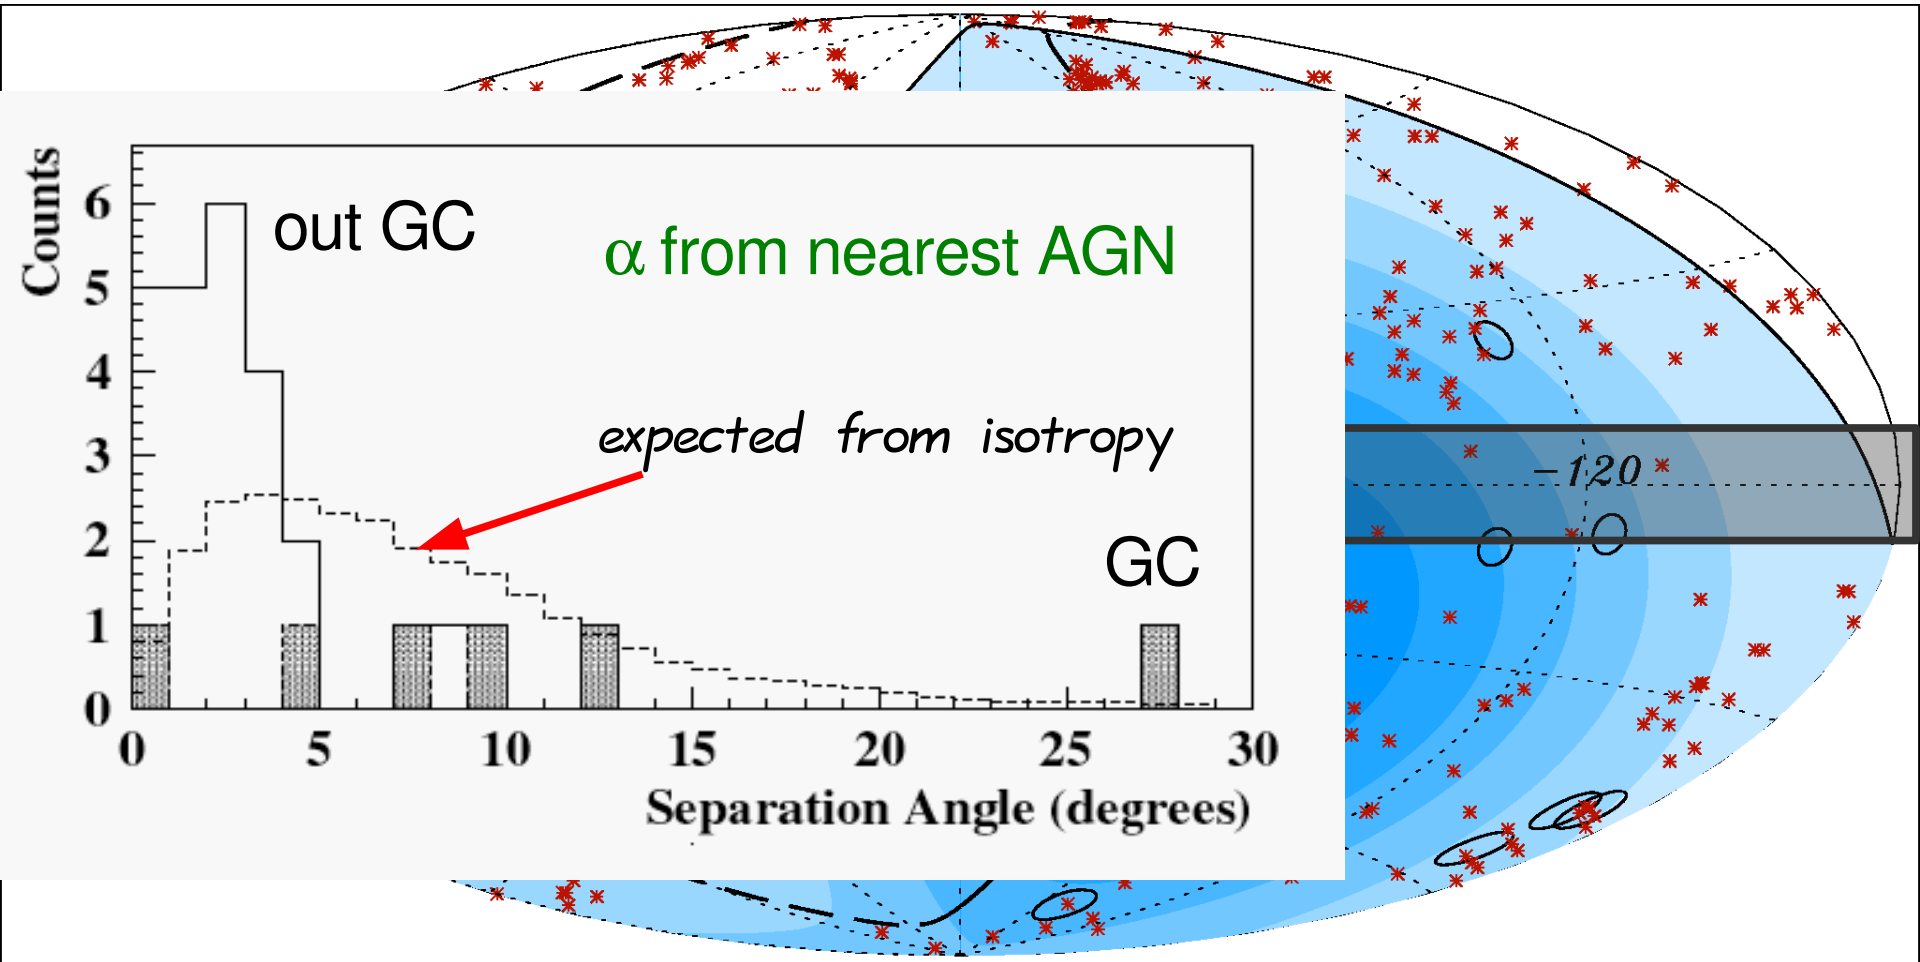 Counts
6
5
4
3
2
1
0
out GC
α from nearest AGN
expected from isotropy
GC
-120
0 5 10 15 20 25 30
Separation Angle (degrees)